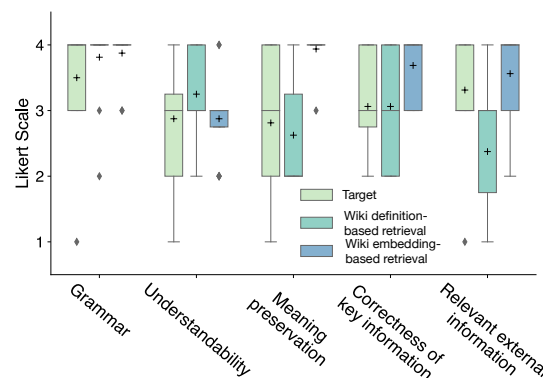 Likert Scale
4
3
2
1
Target
Wiki definition-
based retrieval
Wiki embedding-
based retrieval
Grammar
Understandability
Meaning
preservation
Correctness of
key information
Relevant external
information